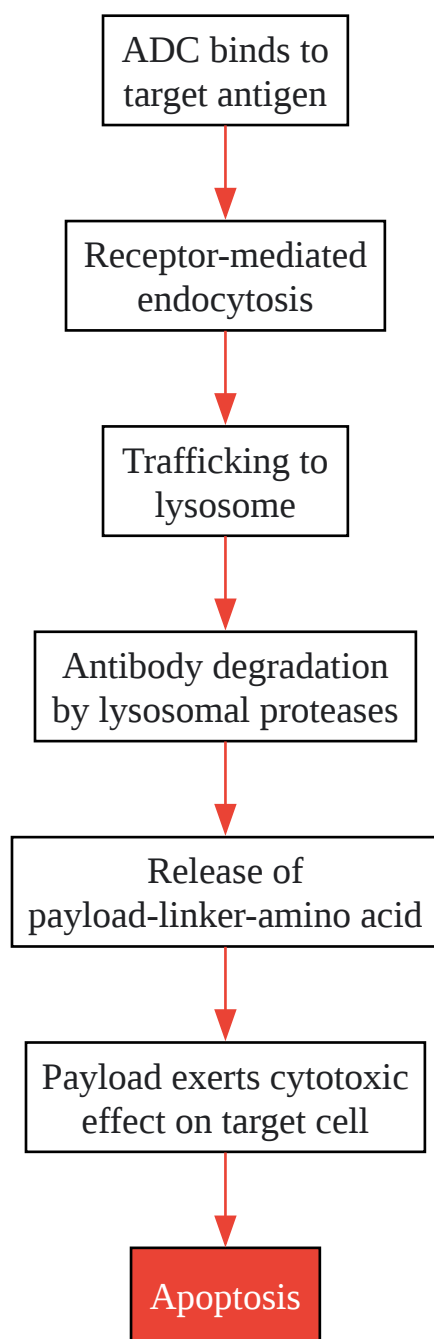 ADC binds to
target antigen
Receptor-mediated
endocytosis
Trafficking to
lysosome
Antibody degradation
by lysosomal proteases
Release of
payload-linker-amino acid
Payload exerts cytotoxic
effect on target cell
Apoptosis